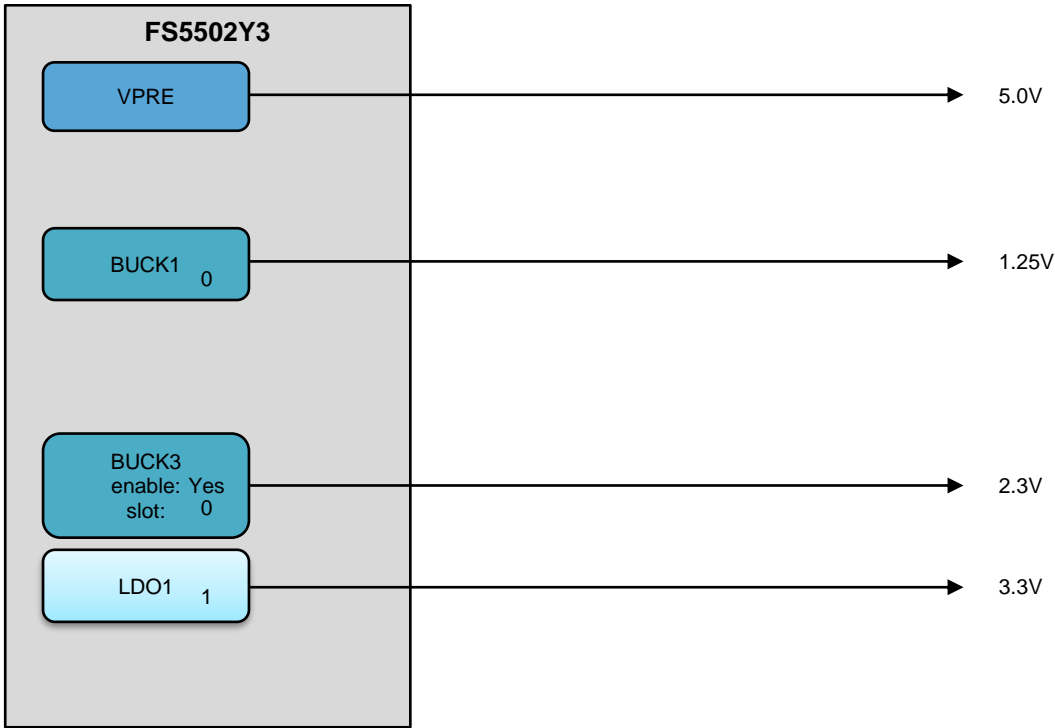 FS5502Y3
VPRE
5.0V
BUCK1
0
1.25V
BUCK3
enable: Yes
slot: 0
2.3V
LDO1
1
3.3V